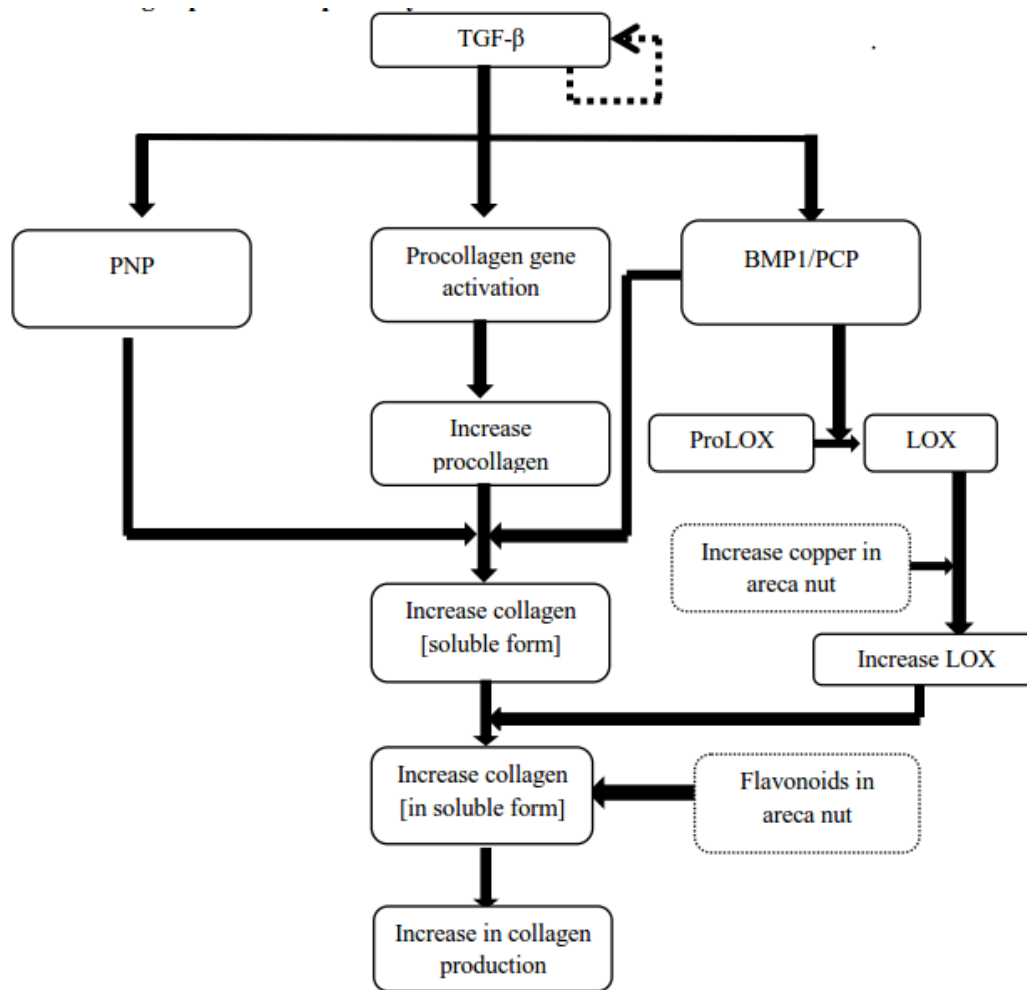 TGF-β
PNP
Procollagen gene
activation
BMP1/PCP
Increase
procollagen
ProLOX
LOX
Increase copper in
areca nut
Increase collagen
[soluble form]
Increase LOX
Increase collagen
[in soluble form]
Flavonoids in
areca nut
Increase in collagen
production